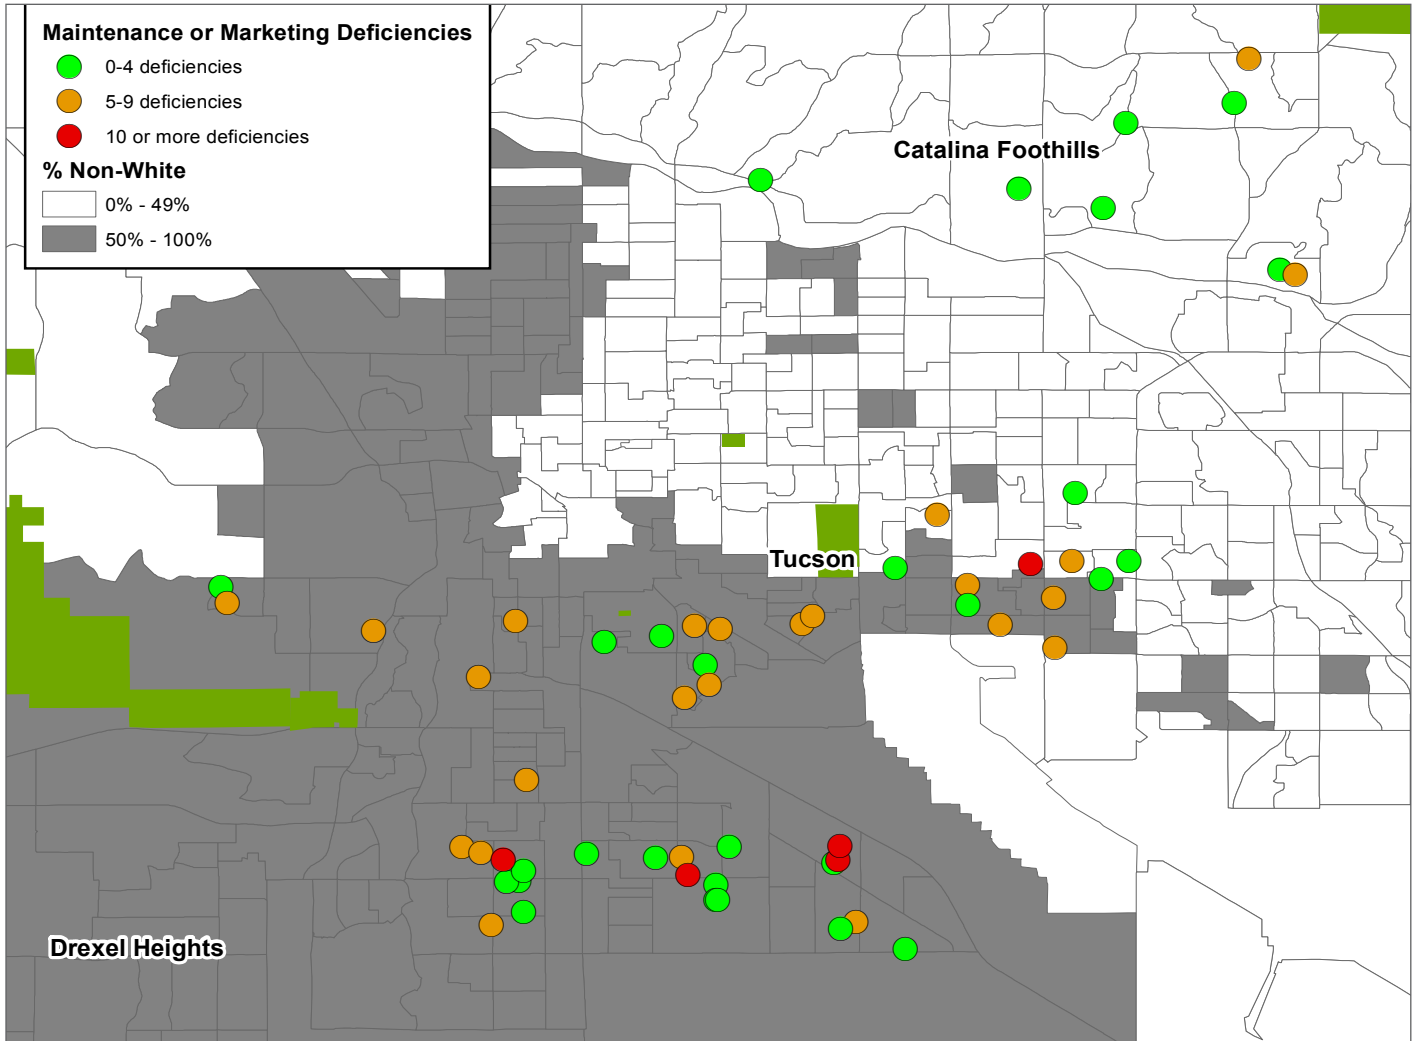 Maintenance or Marketing Deficiencies
0-4 deficiencies
5-9 deficiencies
10 or more deficiencies
% Non-White
0% - 49%
50% - 100%
Catalina Foothills
Tucson
Drexel Heights